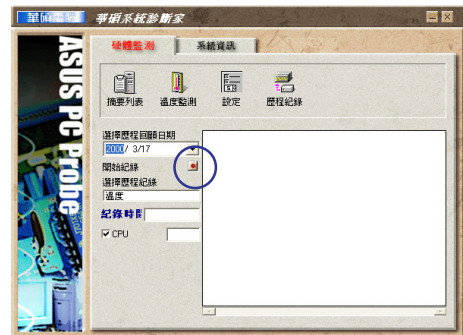 華碩電腦
華碩系統診斷家
ASUS PC Probe
硬體監測
系統資訊
摘要列表
溫度監測
設定
歷程紀錄
選擇歷程回顧日期
2000/ 3/17
開始紀錄
選擇歷程紀錄
溫度
紀錄時間
CPU